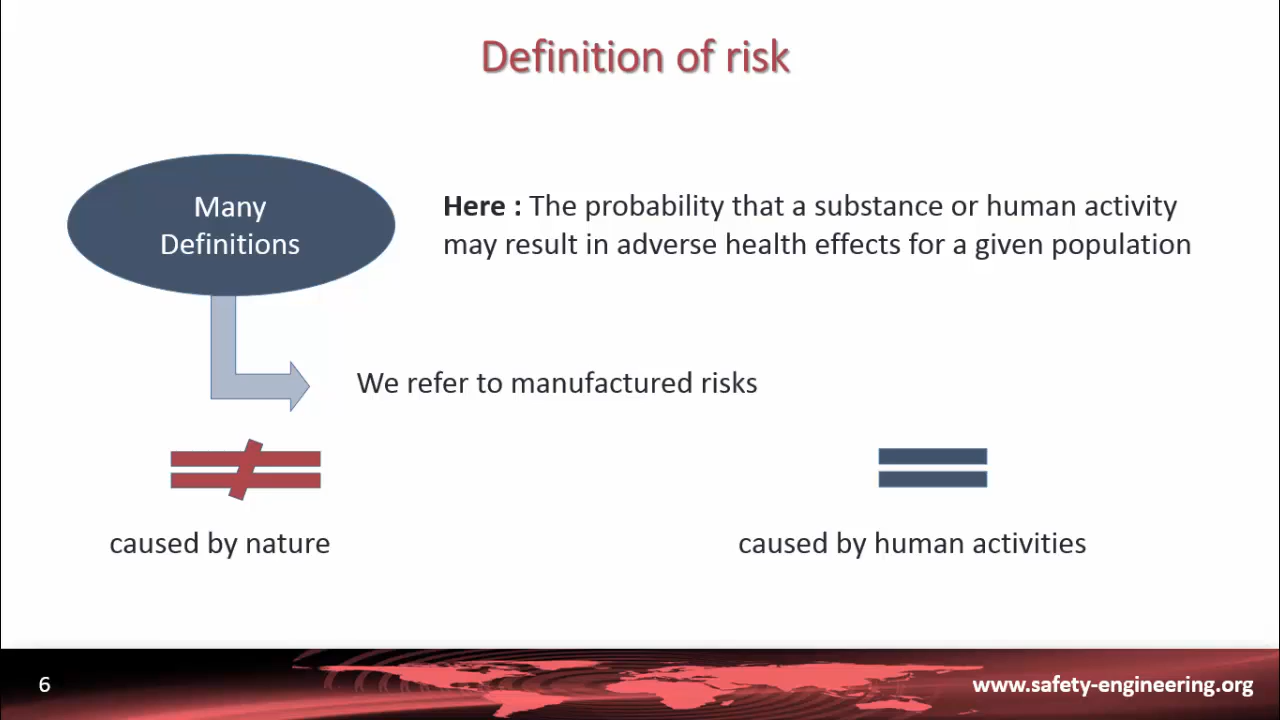 Definition of risk
Many
Definitions
Here : The probability that a substance or human activity
may result in adverse health effects for a given population
We refer to manufactured risks
caused by nature
caused by human activities
6
www.safety-engineering.org